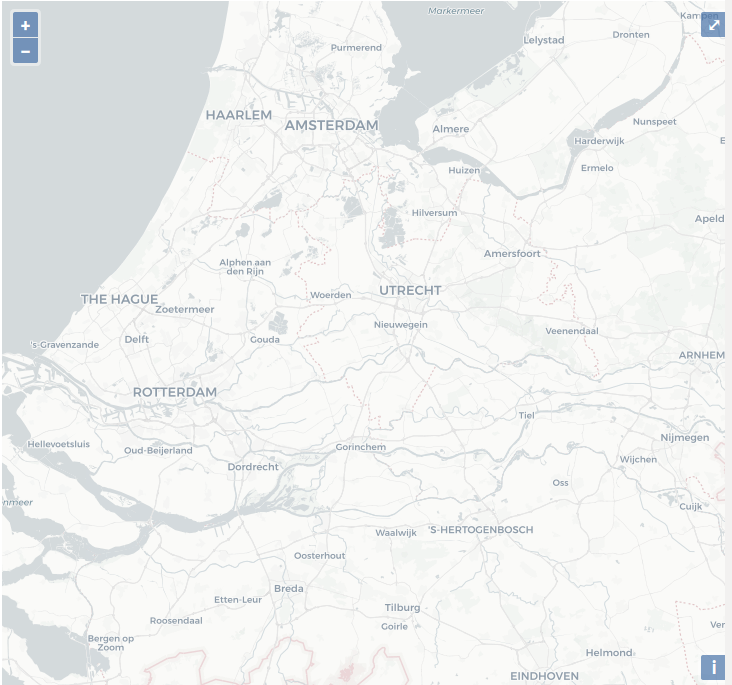 Markermeer
Kampen
+
−
Purmerend
Lelystad
Dronten
HAARLEM
AMSTERDAM
Almere
Nunspeet
Harderwijk
E
Huizen
Ermelo
Hilversum
Apeld
Amersfoort
Alphen aan
den Rijn
UTRECHT
THE HAGUE
Woerden
Zoetermeer
Nieuwegein
Veenendaal
's-Gravenzande
Delft
Gouda
ARNHEM
ROTTERDAM
Tiel
Nijmegen
Hellevoetsluis
Oud-Beijerland
Gorinchem
Wijchen
Dordrecht
Oss
nmeer
Cuijk
Waalwijk
'S-HERTOGENBOSCH
Oosterhout
Breda
Etten-Leur
Tilburg
Roosendaal
Goirle
Ver
Bergen op
Zoom
Helmond
EINDHOVEN
i